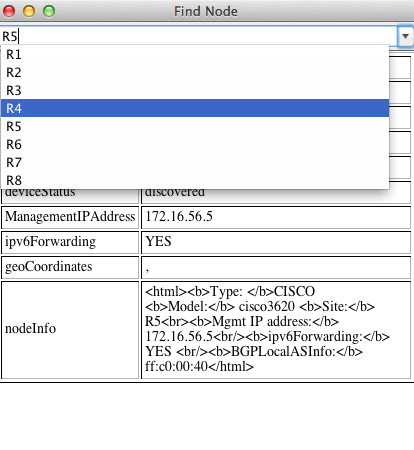 Find Node
R5
R1
R2
R3
R4
R5
R6
R7
R8
deviceStatus discovered
ManagementIPAddress 172.16.56.5
ipv6Forwarding YES
geoCoordinates ,
nodeInfo <html><b>Type: </b>CISCO
<b>Model:</b> cisco3620 <b>Site:</b>
R5<br><b>Mgmt IP address:</b>
172.16.56.5<br/><b>ipv6Forwarding:</b>
YES <br/><b>BGPLocalASInfo:</b>
ff:c0:00:40</html>